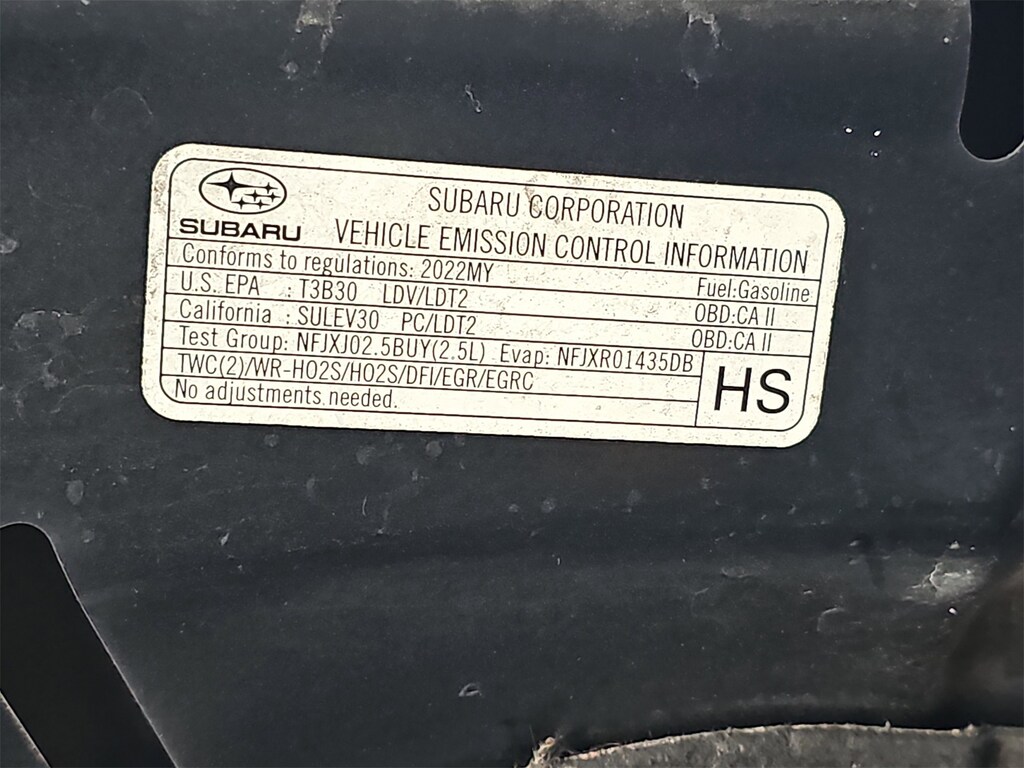 SUBARU
SUBARU CORPORATION
VEHICLE EMISSION CONTROL INFORMATION
Conforms to regulations: 2022MY Fuel:Gasoline
U.S. EPA : T3B30 LDV/LDT2 OBD:CA II
California : SULEV30 PC/LDT2 OBD:CA II
Test Group: NFJXJ02.5BUY(2.5L) Evap: NFJXR01435DB
TWC(2)/WR-HO2S/HO2S/DFI/EGR/EGRC
No adjustments needed.
HS